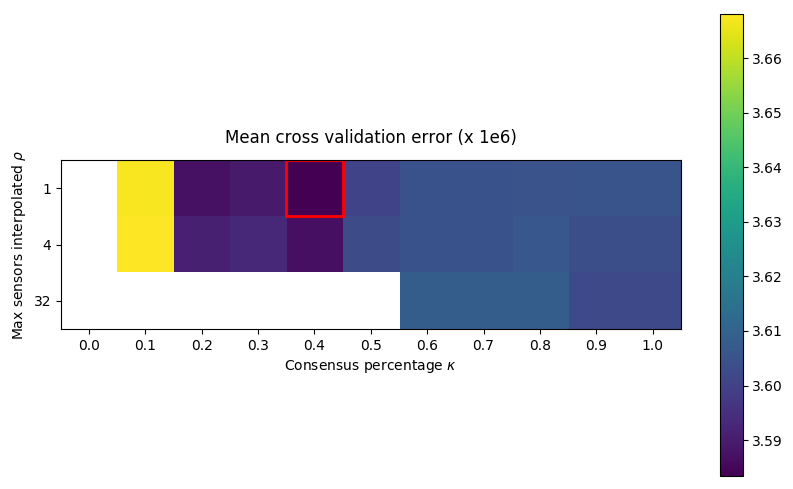 Mean cross validation error (x 1e6)
Max sensors interpolated ρ
1
4
32
0.0 0.1 0.2 0.3 0.4 0.5 0.6 0.7 0.8 0.9 1.0
Consensus percentage κ
3.66
3.65
3.64
3.63
3.62
3.61
3.60
3.59